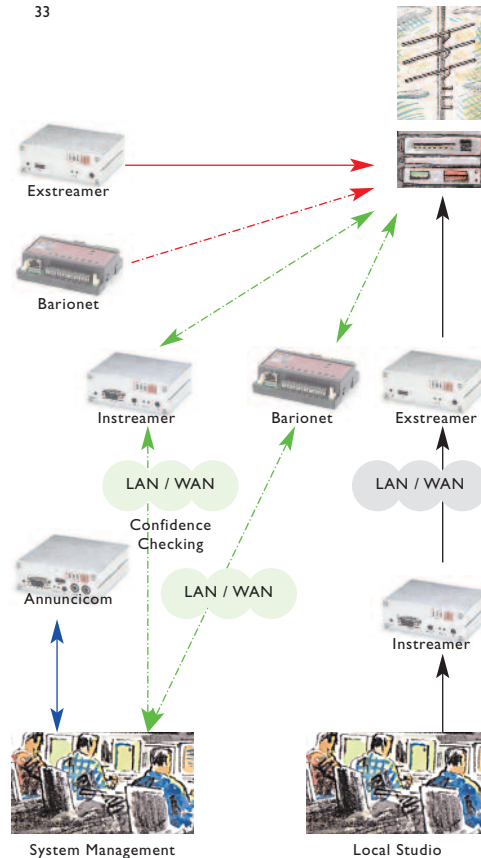 33
Exstreamer
Barionet
Instreamer
Barionet
Exstreamer
LAN / WAN
LAN / WAN
Confidence
Checking
LAN / WAN
Annuncicom
Instreamer
System Management
Local Studio